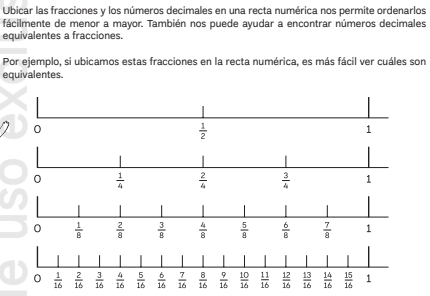 Ubicar las fracciones y los números decimales en una recta numérica nos permite ordenarlos
fácilmente de menor a mayor. También nos puede ayudar a encontrar números decimales
equivalentes a fracciones.
Por ejemplo, si ubicamos estas fracciones en la recta numérica, es más fácil ver cuáles son
equivalentes.
0 1/2 1
0 1/4 2/4 3/4 1
0 1/8 2/8 3/8 4/8 5/8 6/8 7/8 1
0 1/16 2/16 3/16 4/16 5/16 6/16 7/16 8/16 9/16 10/16 11/16 12/16 13/16 14/16 15/16 1
e uso exclus